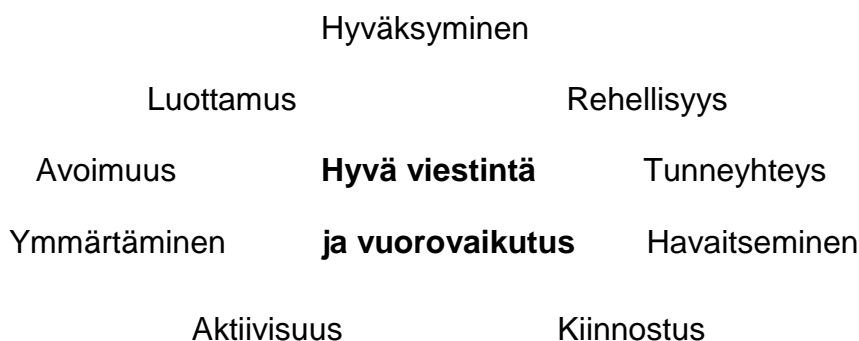 Hyväksyminen
Luottamus Rehellisyys
Avoimuus Hyvä viestintä Tunneyhteys
Ymmärtäminen ja vuorovaikutus Havaitseminen
Aktiivisuus Kiinnostus